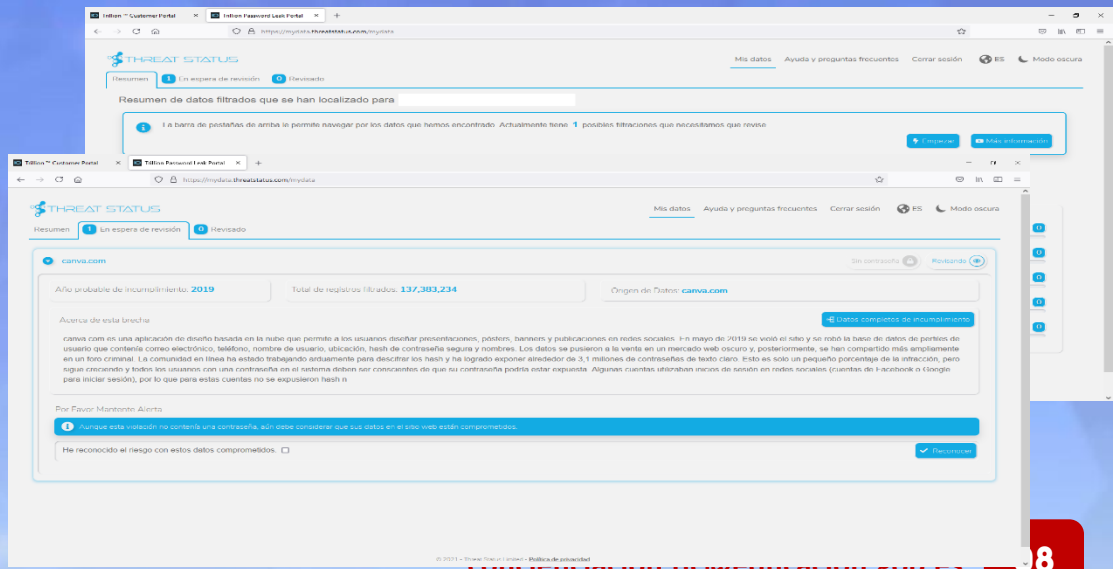 Trillion ™ Customer Portal
Trillion Password Leak Portal
https://mydata.threatstatus.com/mydata
THREAT STATUS
Mis datos Ayuda y preguntas frecuentes Cerrar sesión ES Modo oscura
Resumen 1 En espera de revisión 0 Revisado
Resumen de datos filtrados que se han localizado para
La barra de pestañas de arriba le permite navegar por los datos que hemos encontrado. Actualmente tiene 1 posibles filtraciones que necesitamos que revise
Empezar Más información
Trillion ™ Customer Portal
Trillion Password Leak Portal
https://mydata.threatstatus.com/mydata
THREAT STATUS
Mis datos Ayuda y preguntas frecuentes Cerrar sesión ES Modo oscura
Resumen 1 En espera de revisión 0 Revisado
canva.com Sin contraseña Revisando
Año probable de incumplimiento: 2019 Total de registros filtrados: 137,383,234 Origen de Datos: canva.com
Acerca de esta brecha Datos completos de incumplimiento
canva com es una aplicación de diseño basada en la nube que permite a los usuarios diseñar presentaciones, pósters, banners y publicaciones en redes sociales. En mayo de 2019 se violó el sitio y se robó la base de datos de perfiles de
usuario que contenía correo electrónico, teléfono, nombre de usuario, ubicación, hash de contraseña segura y nombres. Los datos se pusieron a la venta en un mercado web oscuro y, posteriormente, se han compartido más ampliamente
en un foro criminal. La comunidad en línea ha estado trabajando arduamente para descifrar los hash y ha logrado exponer alrededor de 3,1 millones de contraseñas de texto claro. Esto es solo un pequeño porcentaje de la infracción, pero
sigue creciendo y todos los usuarios con una contraseña en el sistema deben ser conscientes de que su contraseña podría estar expuesta. Algunas cuentas utilizaban inicios de sesión en redes sociales (cuentas de Facebook o Google
para iniciar sesión), por lo que para estas cuentas no se expusieron hash n
Por Favor Mantente Alerta
Aunque esta violación no contenía una contraseña, aún debe considerar que sus datos en el sitio web están comprometidos.
He reconocido el riesgo con estos datos comprometidos.
Reconocer
0
0
0
0
0
© 2021 - Threat Status Limited - Política de privacidad